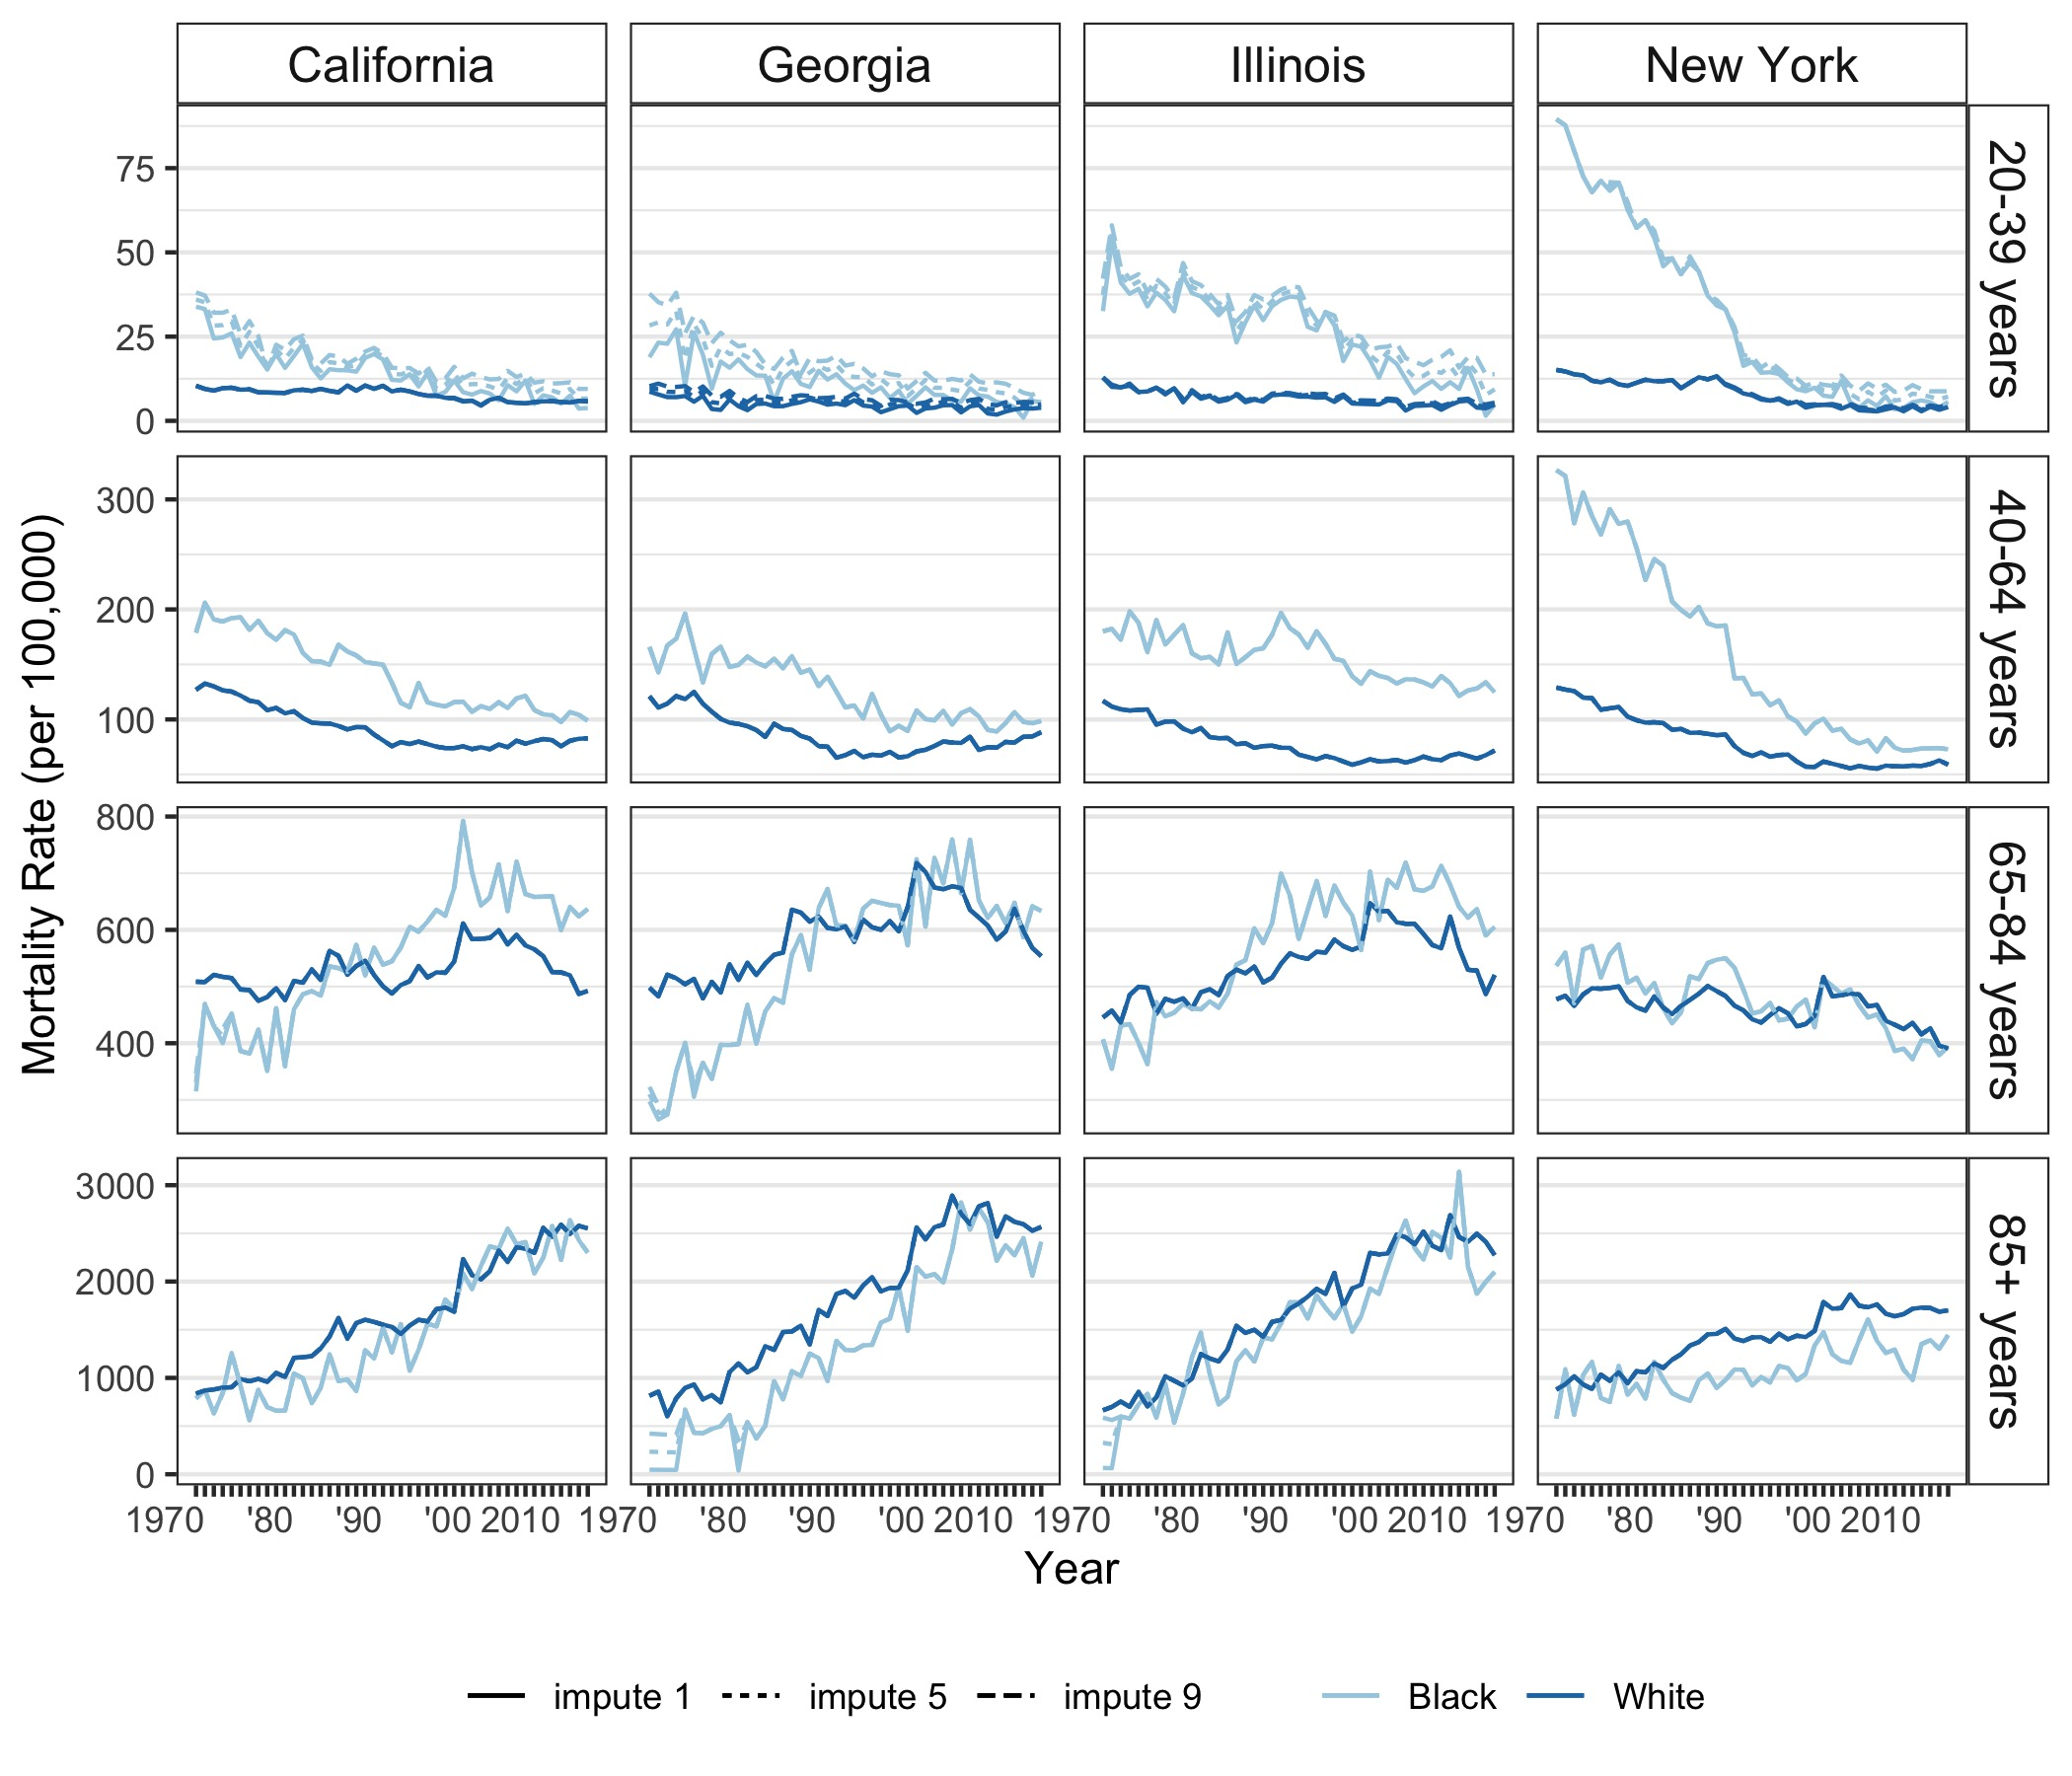 California Georgia Illinois New York
75
50
25
0
20-39 years
300
200
100
40-64 years
Mortality Rate (per 100,000)
800
600
400
65-84 years
3000
2000
1000
0
85+ years
1970 '80 '90 '00 2010 1970 '80 '90 '00 2010 1970 '80 '90 '00 2010 1970 '80 '90 '00 2010
Year
impute 1 impute 5 impute 9 Black White